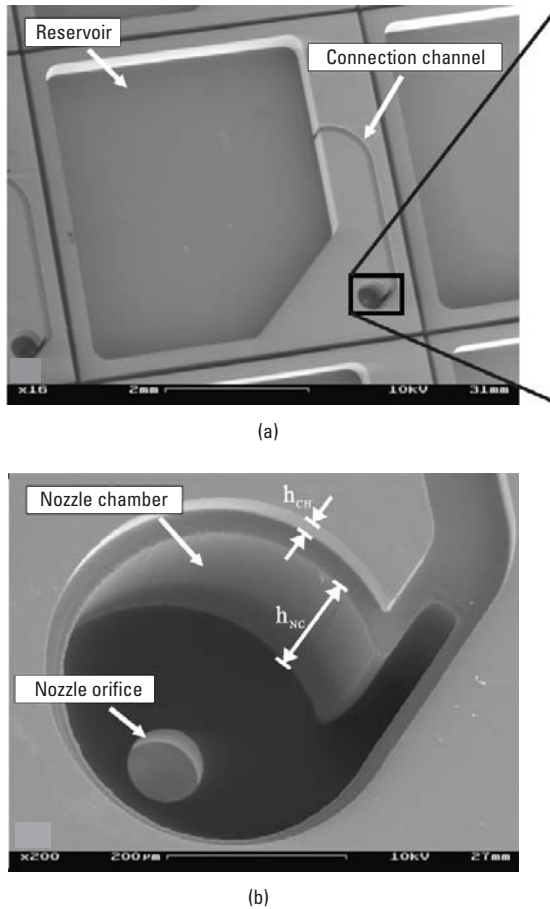 Reservoir
Connection channel
x16 2mm 10kV 31mm
(a)
Nozzle chamber
hCH
hNC
Nozzle orifice
x200 200µm 10kV 27mm
(b)